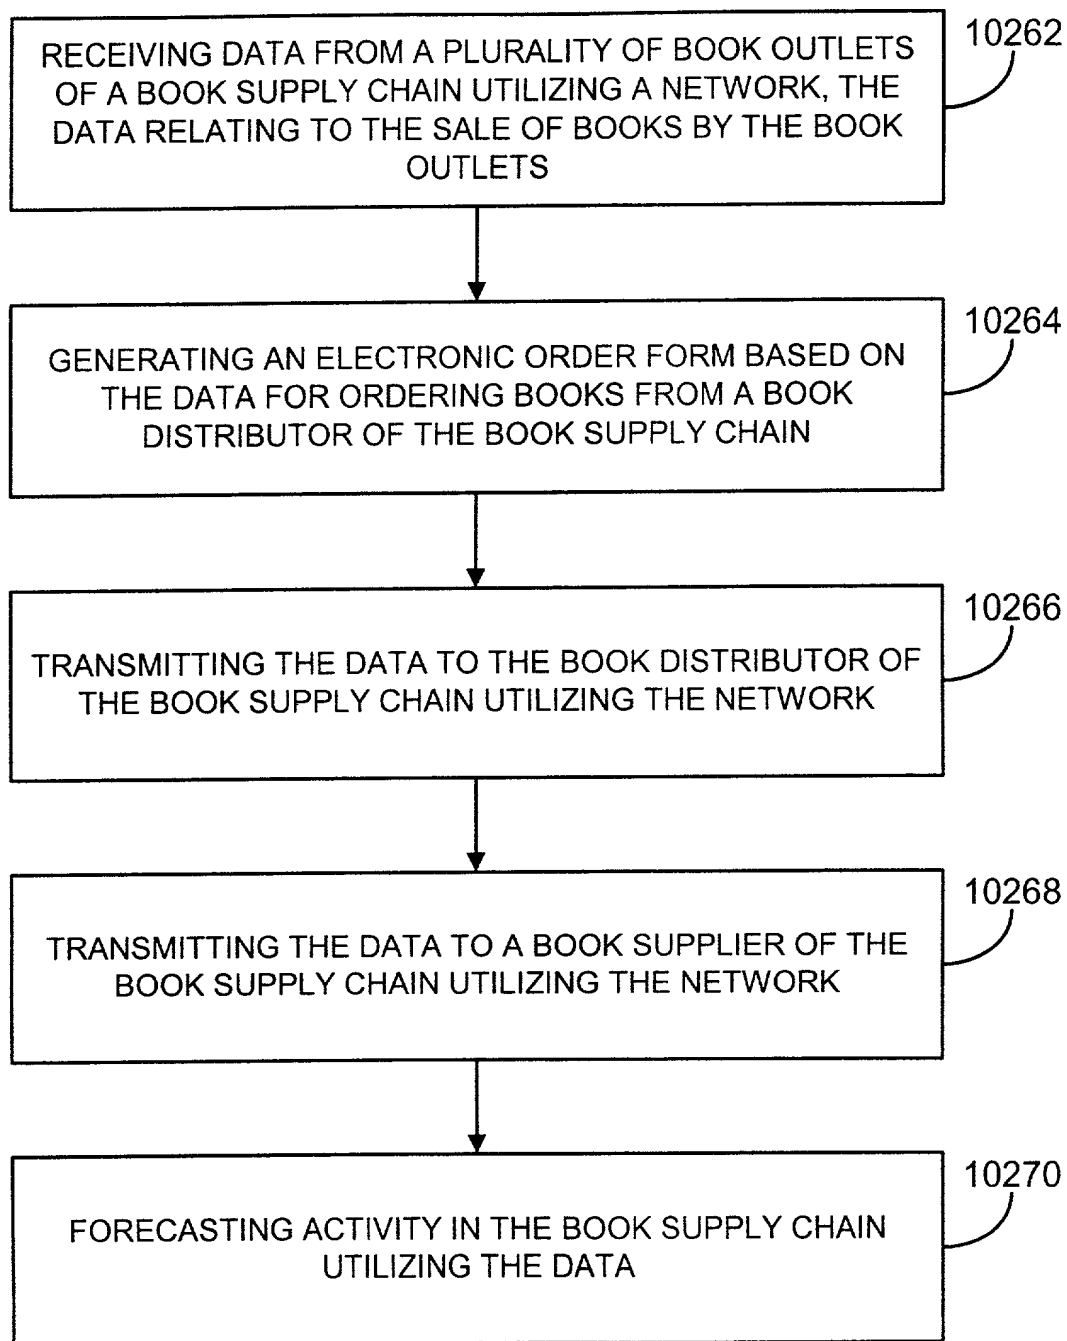 RECEIVING DATA FROM A PLURALITY OF BOOK OUTLETS
OF A BOOK SUPPLY CHAIN UTILIZING A NETWORK, THE
DATA RELATING TO THE SALE OF BOOKS BY THE BOOK
OUTLETS
10262
GENERATING AN ELECTRONIC ORDER FORM BASED ON
THE DATA FOR ORDERING BOOKS FROM A BOOK
DISTRIBUTOR OF THE BOOK SUPPLY CHAIN
10264
TRANSMITTING THE DATA TO THE BOOK DISTRIBUTOR OF
THE BOOK SUPPLY CHAIN UTILIZING THE NETWORK
10266
TRANSMITTING THE DATA TO A BOOK SUPPLIER OF THE
BOOK SUPPLY CHAIN UTILIZING THE NETWORK
10268
FORECASTING ACTIVITY IN THE BOOK SUPPLY CHAIN
UTILIZING THE DATA
10270